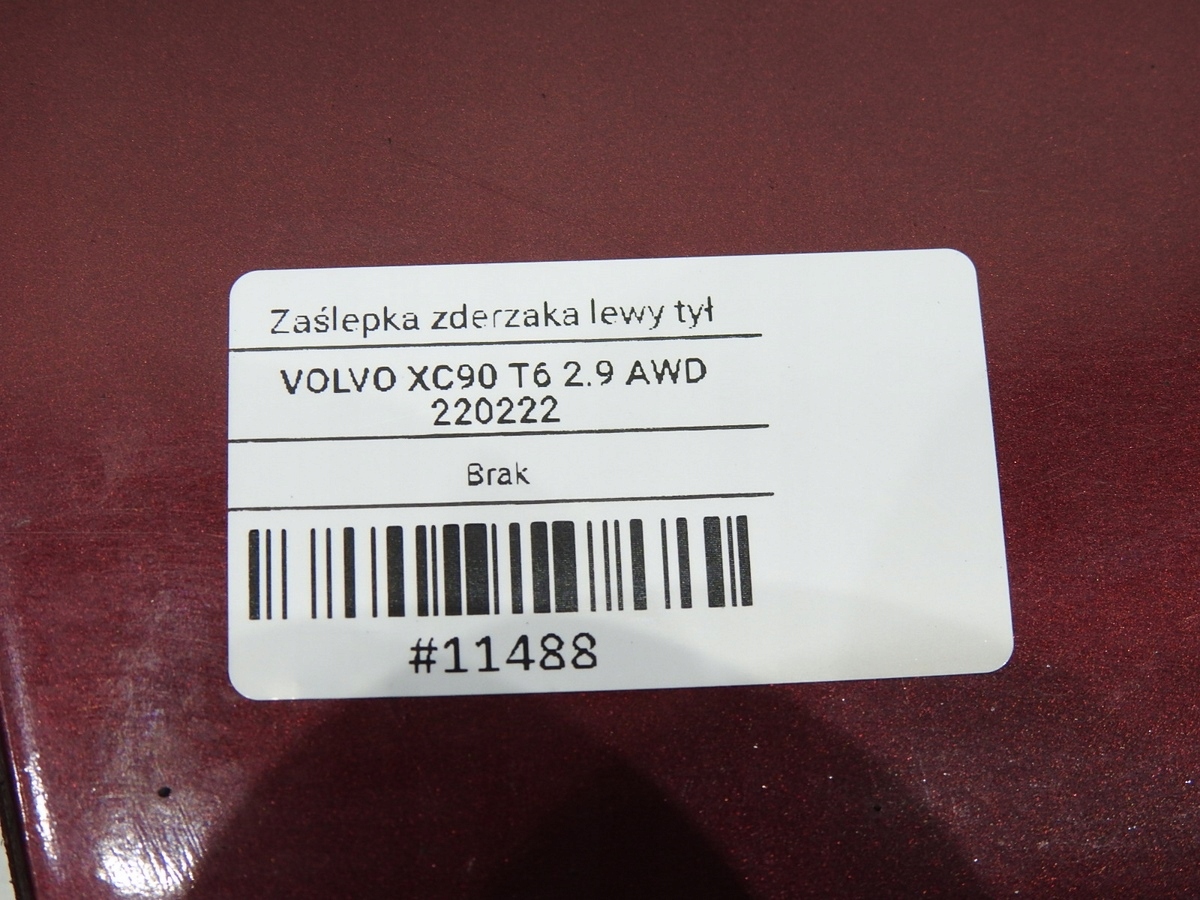 Zaślepka zderzaka lewy tył
VOLVO XC90 T6 2.9 AWD
220222
Brak
#11488